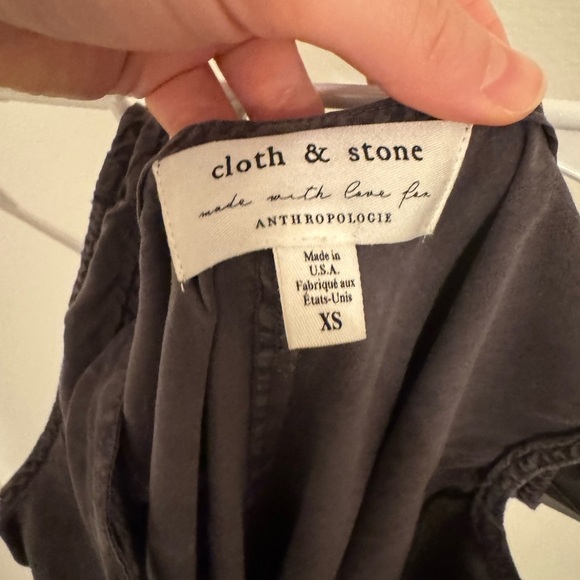 cloth & stone
made with love for
ANTHROPOLOGIE
Made in
U.S.A.
Fabriqué aux
États-Unis
XS